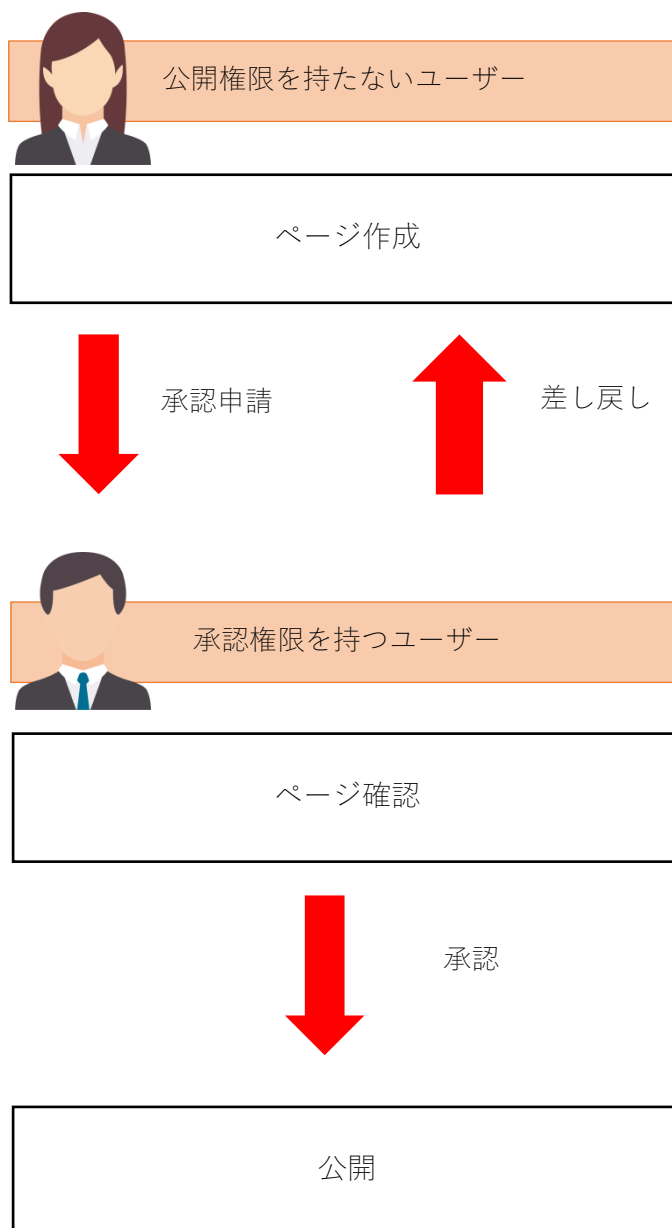 公開権限を持たないユーザー
ページ作成
承認申請
差し戻し
承認権限を持つユーザー
ページ確認
承認
公開